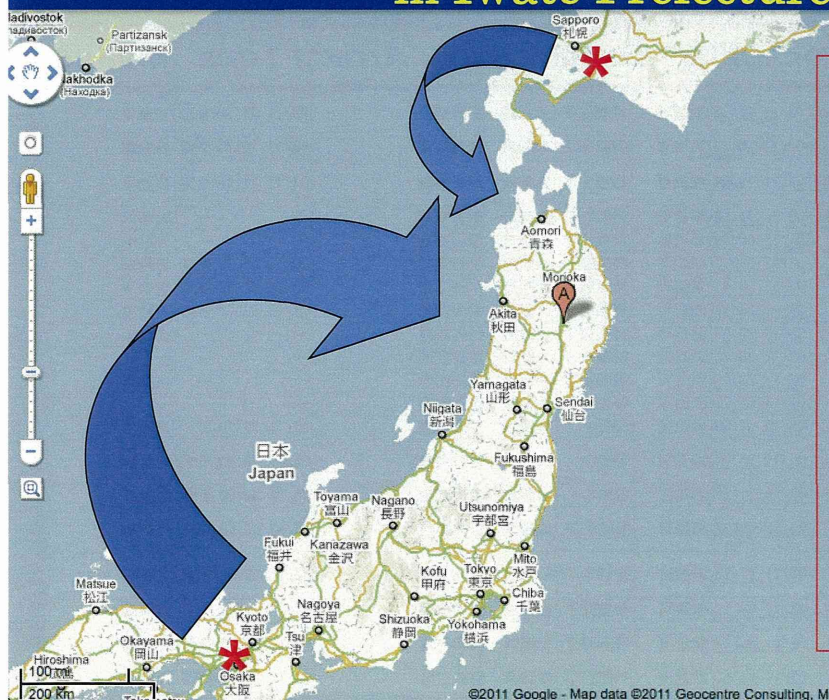 in Iwate Prefecture
Sapporo
札幌
Partizansk
(Партизанск)
Aomori
青森
Morioka
A
Akita
秋田
Yamagata
山形
Sendai
仙台
Niigata
新潟
Fukushima
福島
日本
Japan
Toyama
富山
Nagano
長野
Utsunomiya
宇都宮
Fukui
福井
Kanazawa
金沢
Mito
水戸
Kofu
甲府
Tokyo
東京
Chiba
千葉
Matsue
松江
Nagoya
名古屋
Shizuoka
静岡
Yokohama
横浜
Kyoto
京都
Tsu
津
Okayama
岡山
Hiroshima
Osaka
大阪
100 mi
200 km
©2011 Google - Map data ©2011 Geocentre Consulting, M